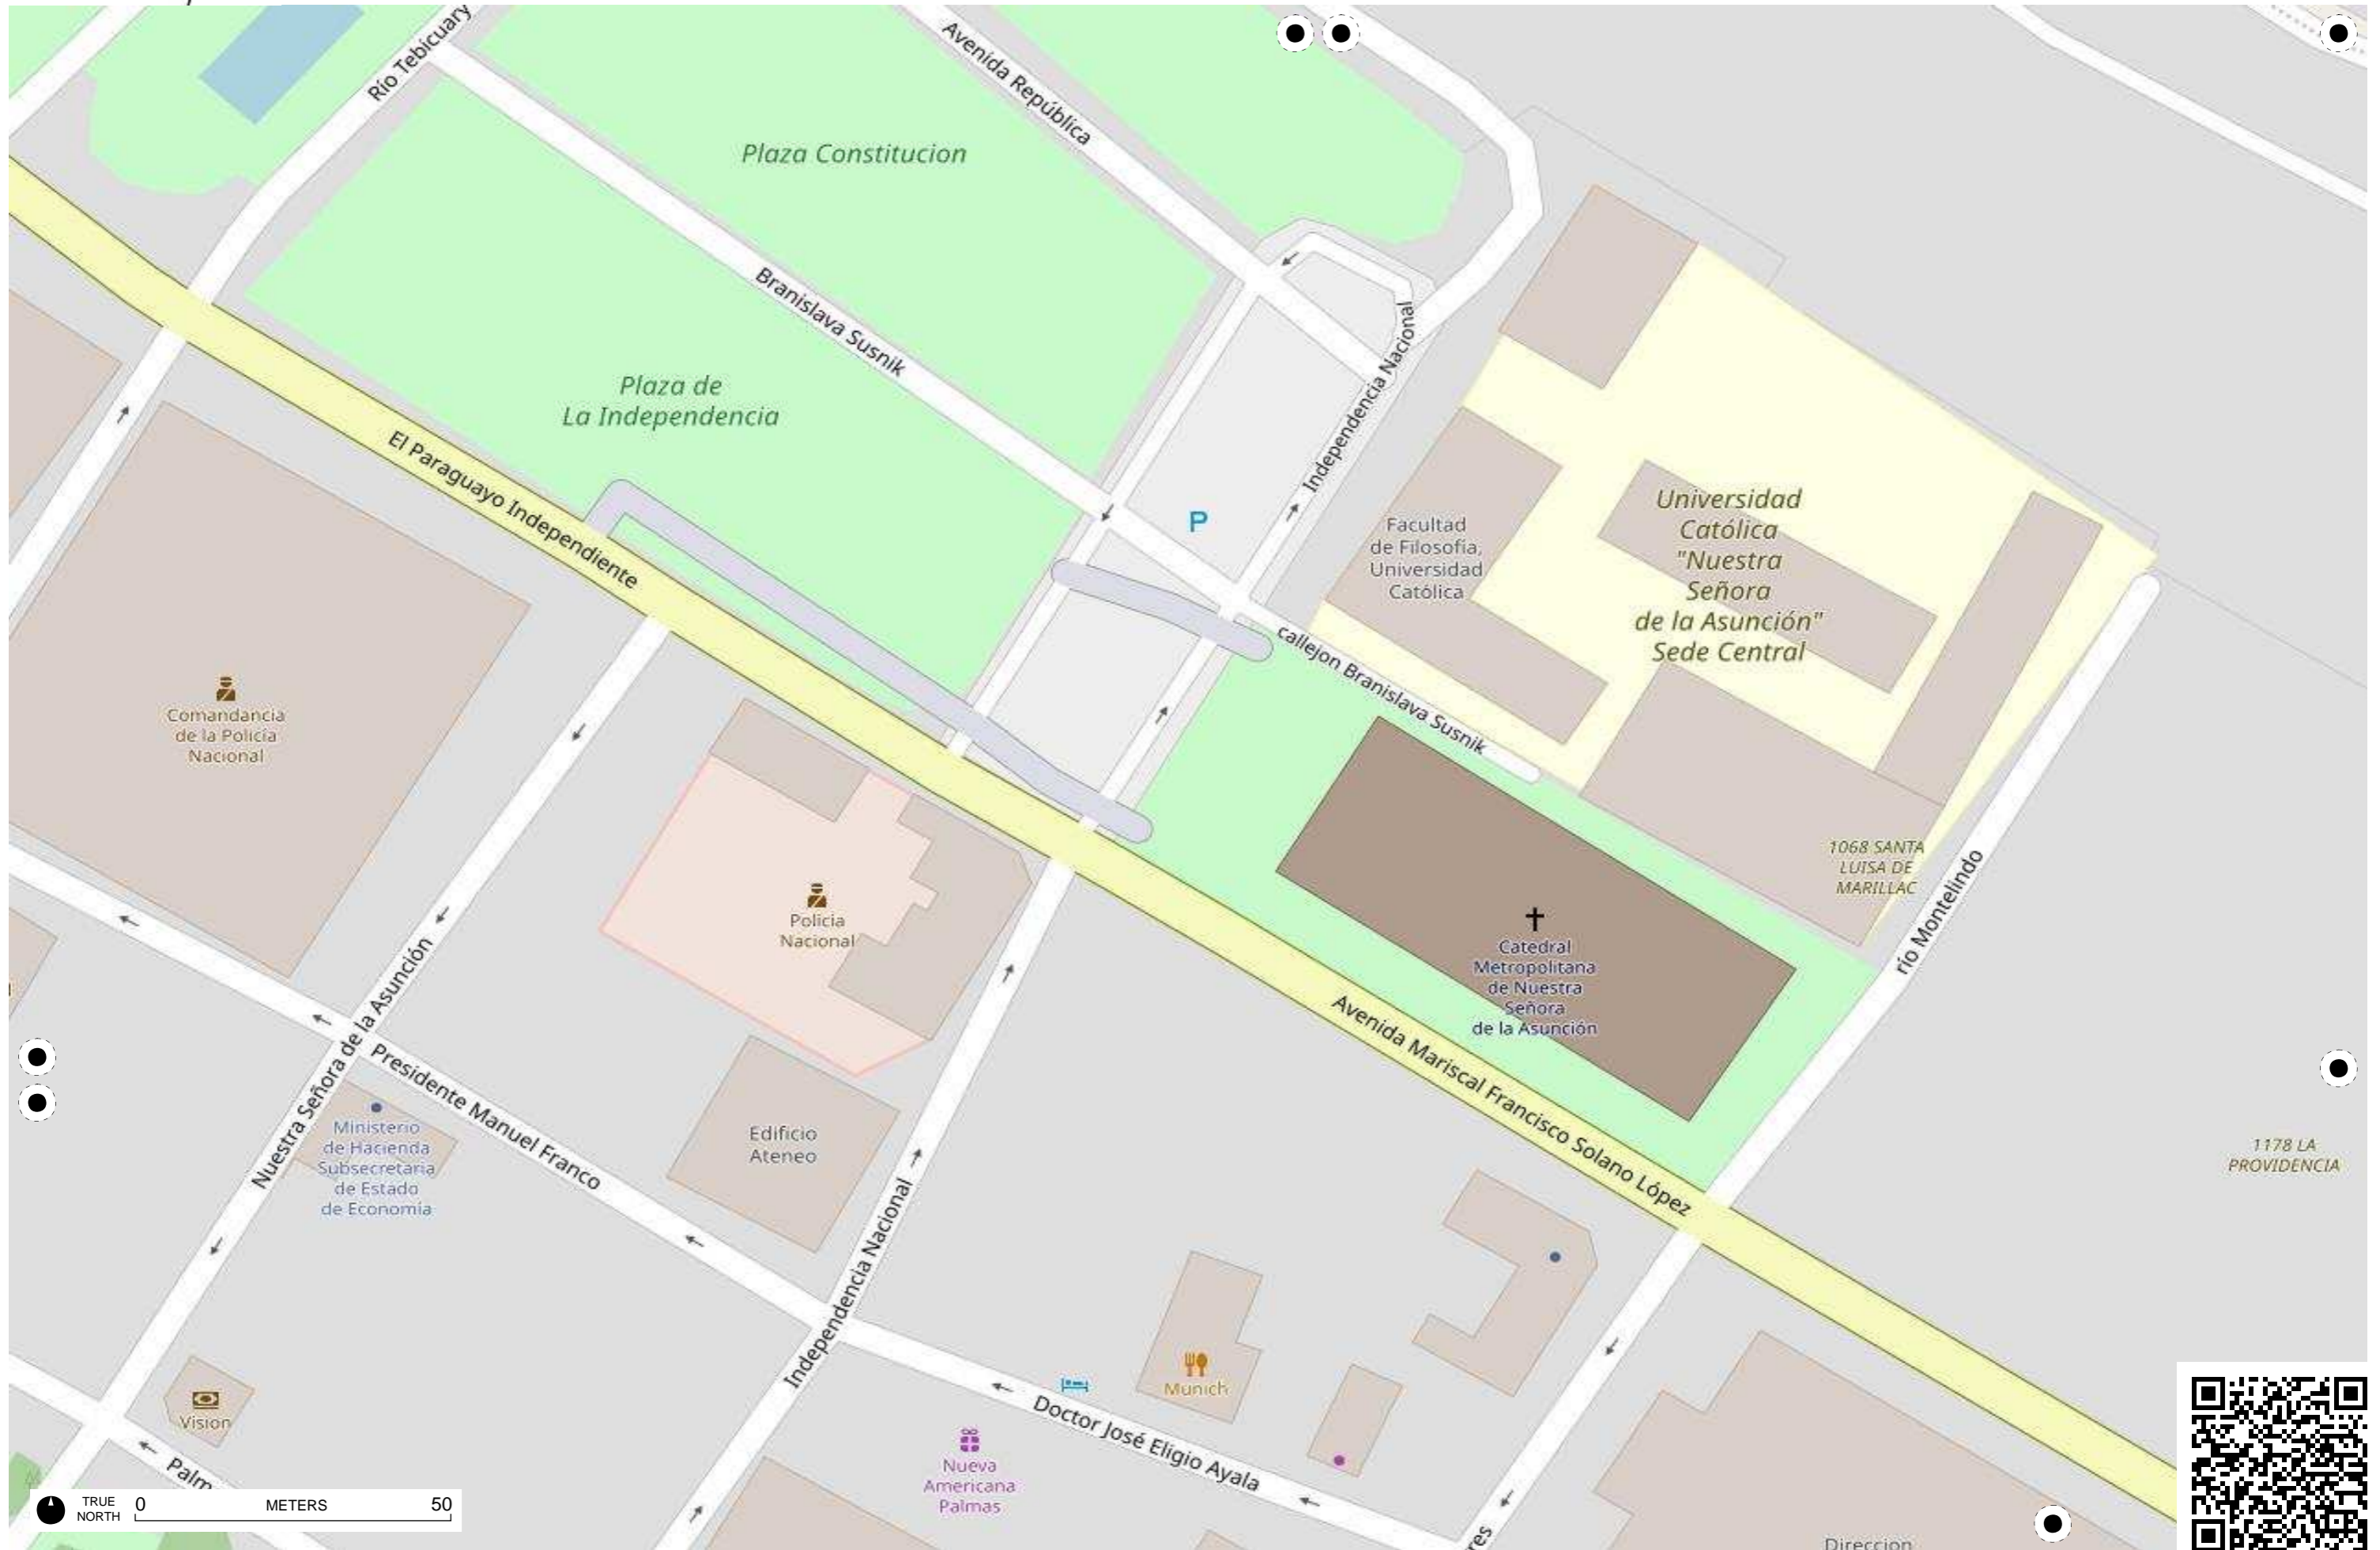 Río Tebicuary
Avenida República
Plaza Constitucion
Branislava Susnik
Plaza de
La Independencia
Independencia Nacional
El Paraguayo Independiente
P
Facultad
de Filosofía,
Universidad
Católica
Universidad
Católica
"Nuestra
Señora
de la Asunción"
Sede Central
callejon Branislava Susnik
Comandancia
de la Policía
Nacional
1068 SANTA
LUISA DE
MARILLAC
río Montelindo
Policia
Nacional
Catedral
Metropolitana
de Nuestra
Señora
de la Asunción
Nuestra Señora de la Asunción
Avenida Mariscal Francisco Solano López
Presidente Manuel Franco
Ministerio
de Hacienda
Subsecretaria
de Estado
de Economia
Edificio
Ateneo
1178 LA
PROVIDENCIA
Independencia Nacional
Munich
Vision
Doctor José Eligio Ayala
Nueva
Americana
Palmas
Palm
TRUE
NORTH
0 METERS 50
res
Direccion